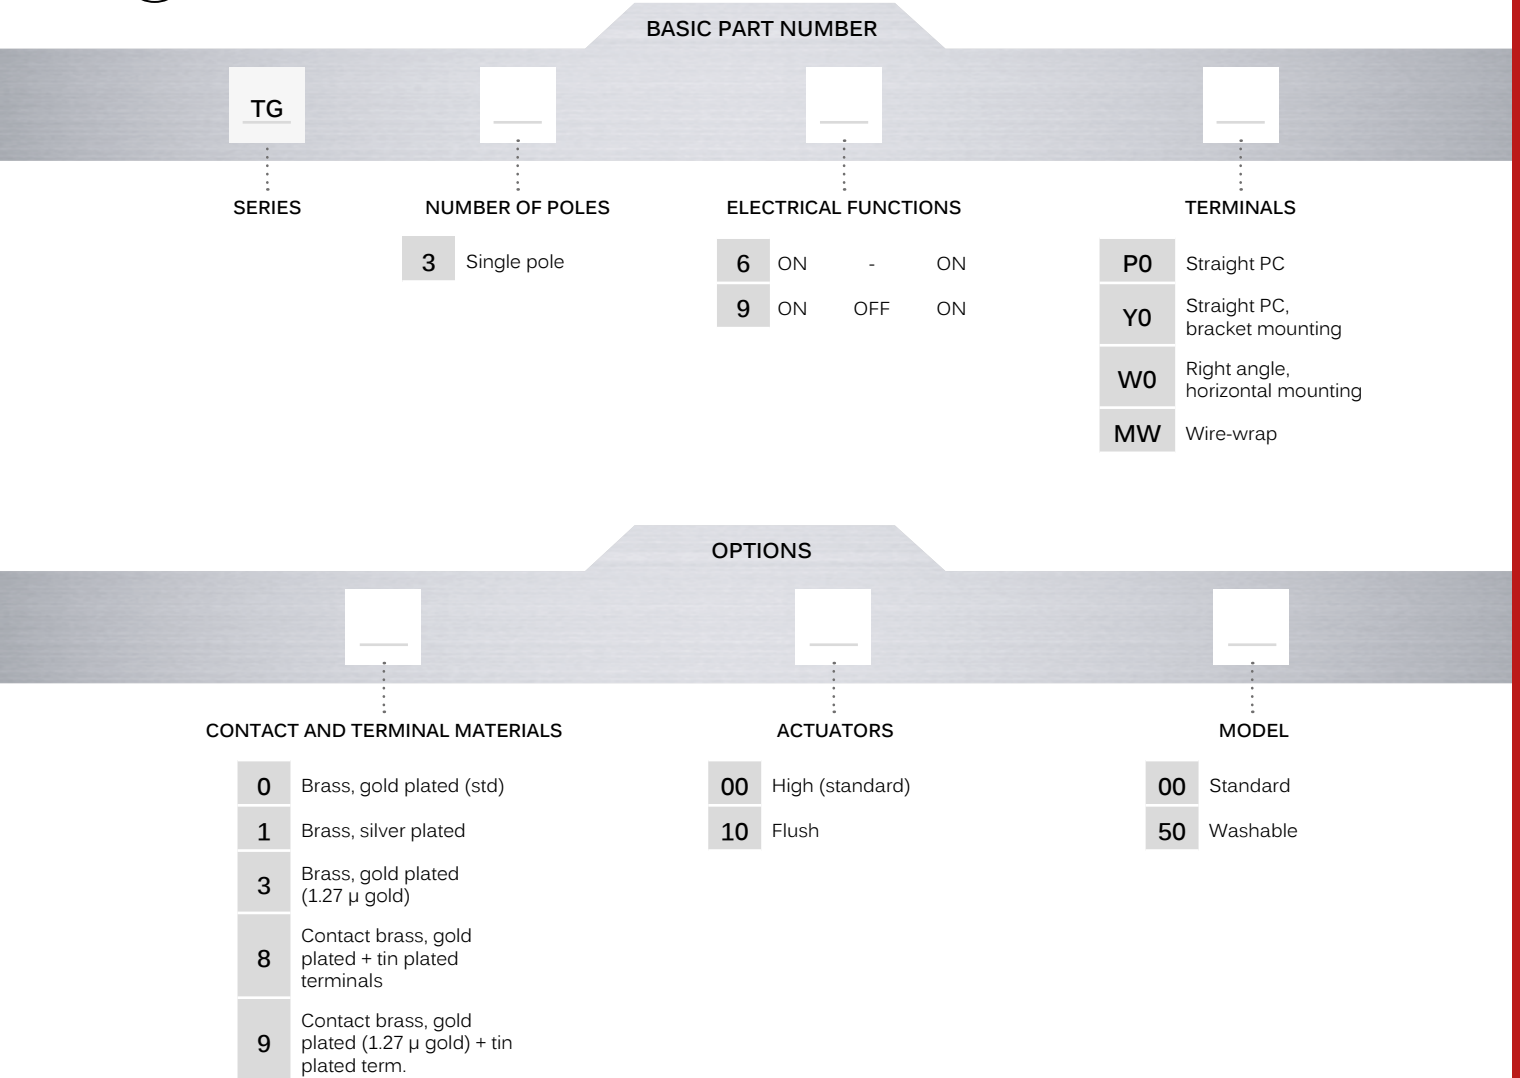 BASIC PART NUMBER
TG
SERIES
NUMBER OF POLES
3 Single pole
ELECTRICAL FUNCTIONS
6 ON - ON
9 ON OFF ON
TERMINALS
P0 Straight PC
Y0 Straight PC,
bracket mounting
W0 Right angle,
horizontal mounting
MW Wire-wrap
OPTIONS
CONTACT AND TERMINAL MATERIALS
0 Brass, gold plated (std)
1 Brass, silver plated
3 Brass, gold plated
(1.27 µ gold)
8 Contact brass, gold
plated + tin plated
terminals
9 Contact brass, gold
plated (1.27 µ gold) + tin
plated term.
ACTUATORS
00 High (standard)
10 Flush
MODEL
00 Standard
50 Washable